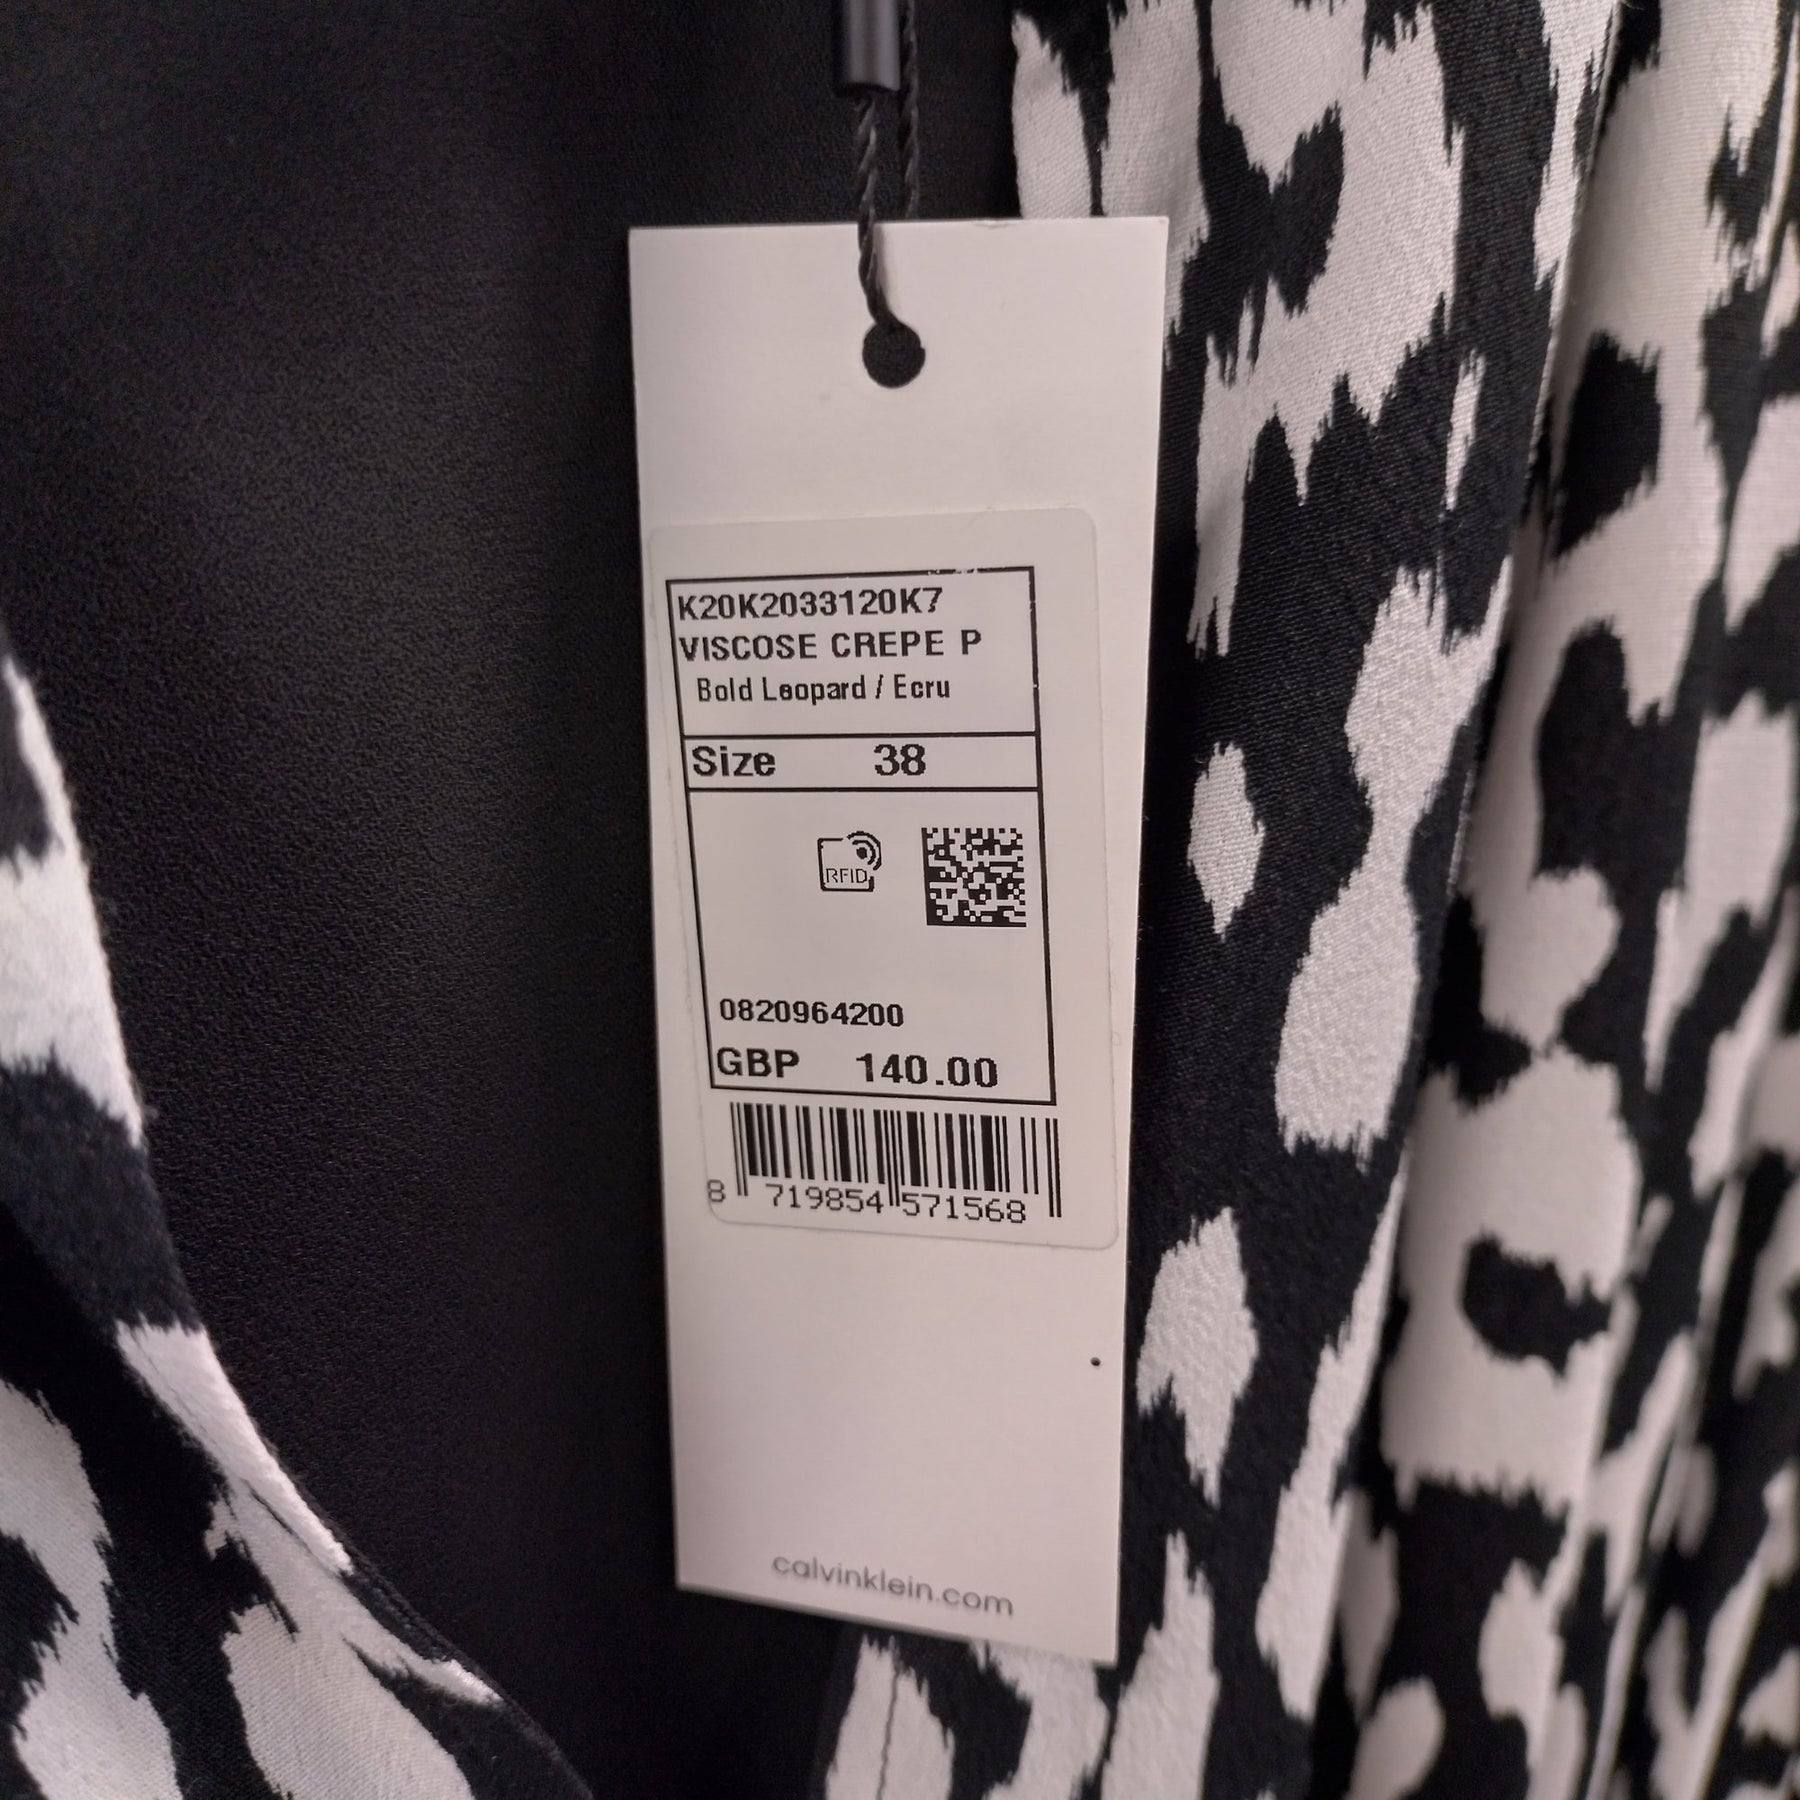 K20K2033120K7
VISCOSE CREPE P
Bold Leopard / Ecru
Size 38
RFID
0820964200
GBP 140.00
8 719854 571568
calvinklein.com